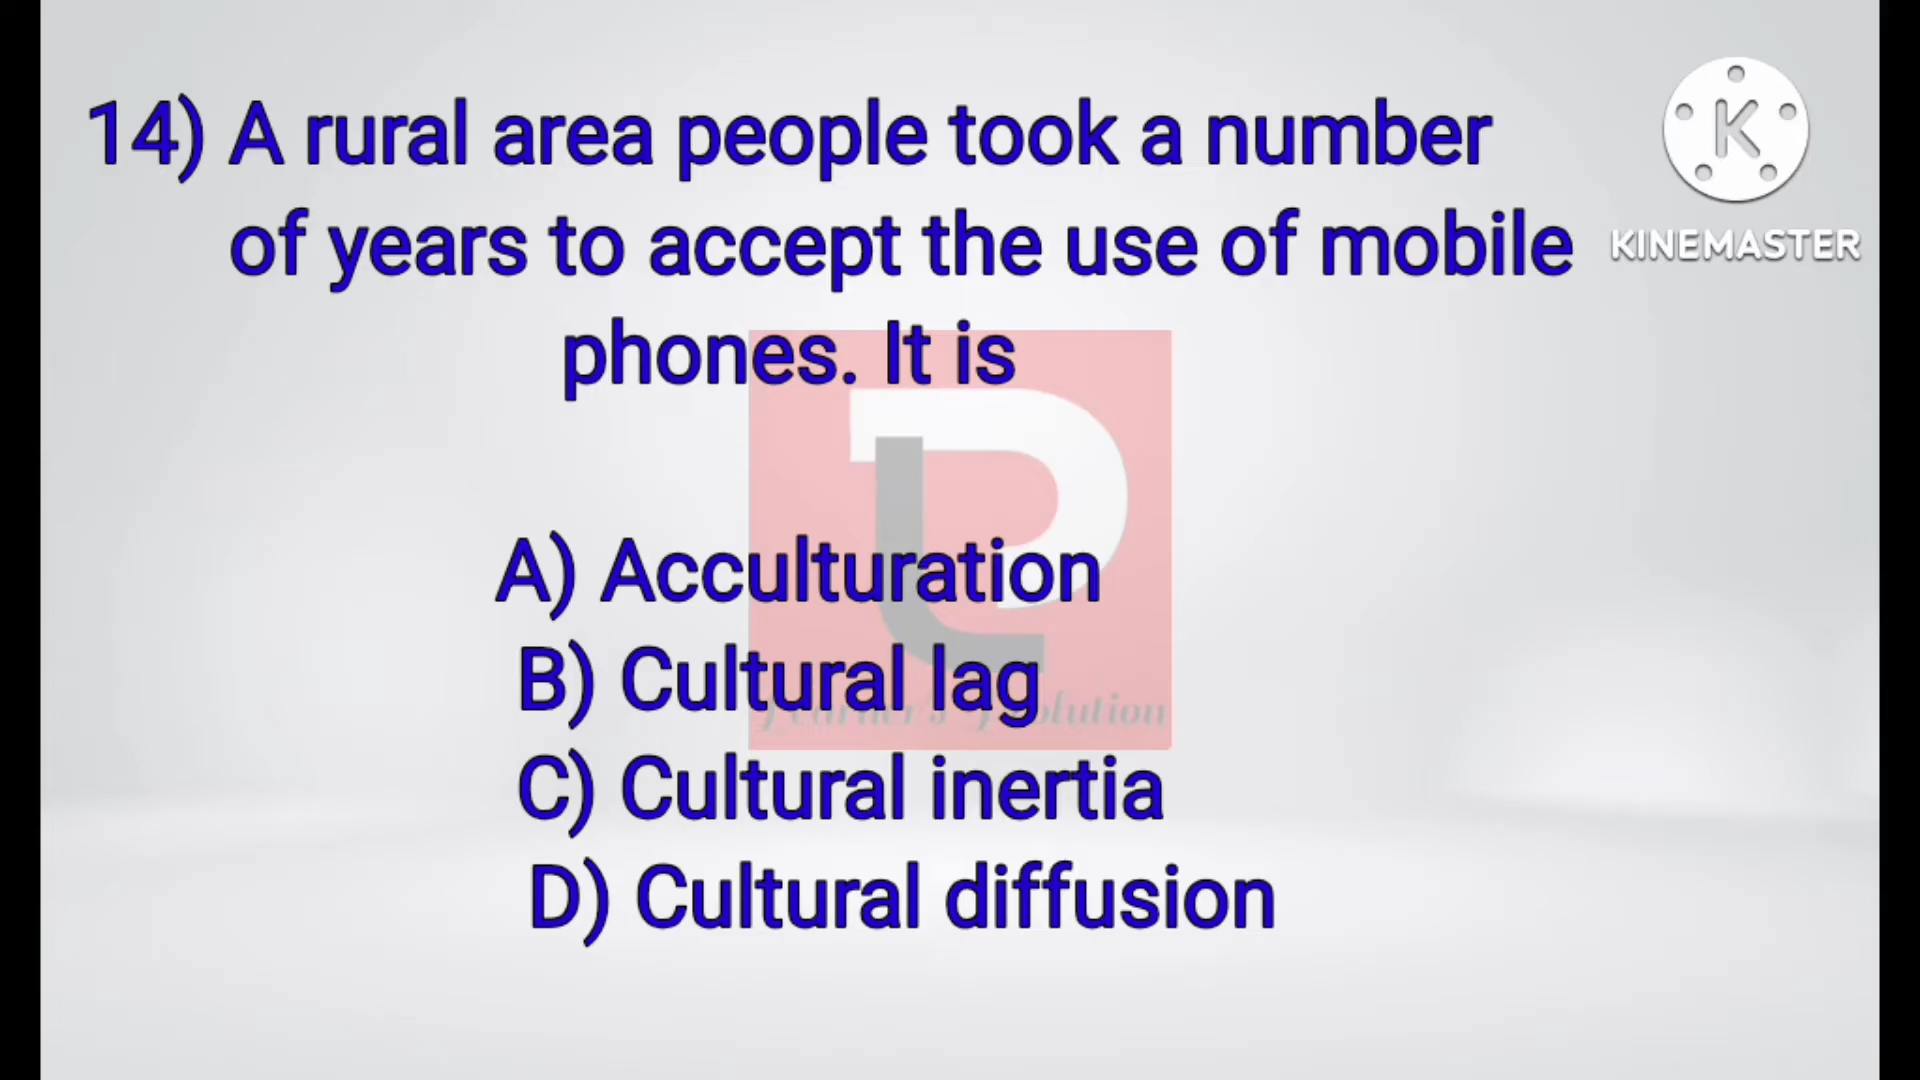 14) A rural area people took a number
of years to accept the use of mobile
phones. It is
A) Acculturation
B) Cultural lag
C) Cultural inertia
D) Cultural diffusion
K
KINEMASTER